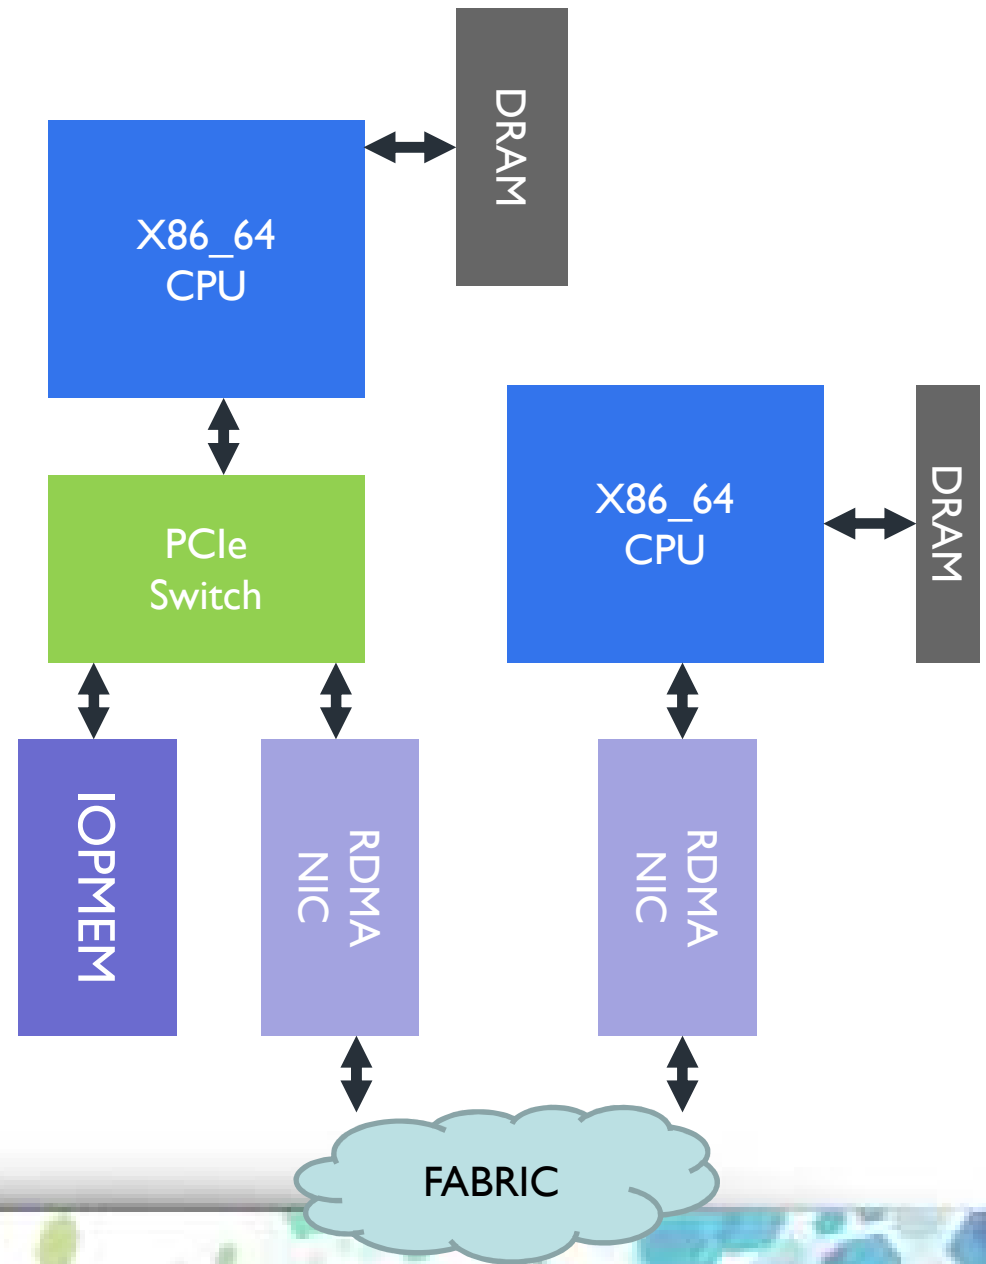 DRAM
X86_64
CPU
X86_64
CPU
DRAM
PCIe
Switch
IOPMEM
RDMA
NIC
RDMA
NIC
FABRIC